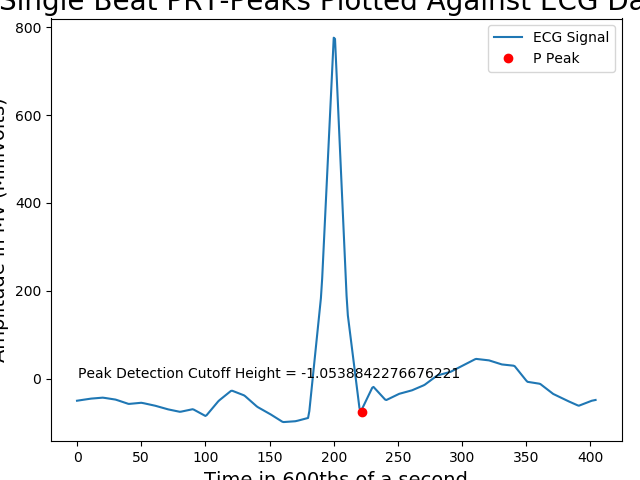 Single Beat PRT-Peaks Plotted Against ECG Da
800
600
400
200
0
Amplitude in MV (Millivolts)
ECG Signal
P Peak
Peak Detection Cutoff Height = -1.0538842276676221
0 50 100 150 200 250 300 350 400
Time in 600ths of a second